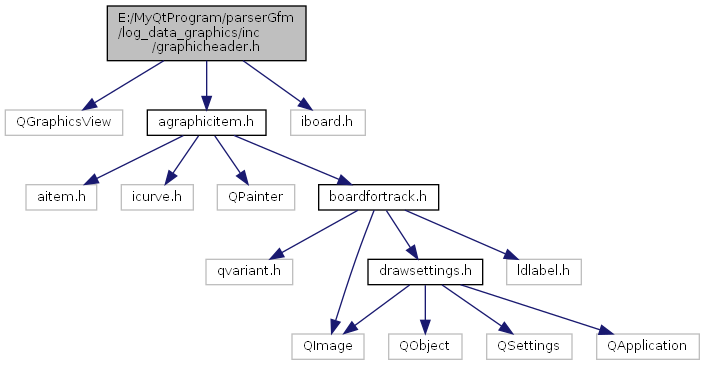 E:/MyQtProgram/parserGfm
/log_data_graphics/inc
/graphicheader.h
QGraphicsView
agraphicitem.h
iboard.h
aitem.h
icurve.h
QPainter
boardfortrack.h
qvariant.h
drawsettings.h
ldlabel.h
QImage
QObject
QSettings
QApplication